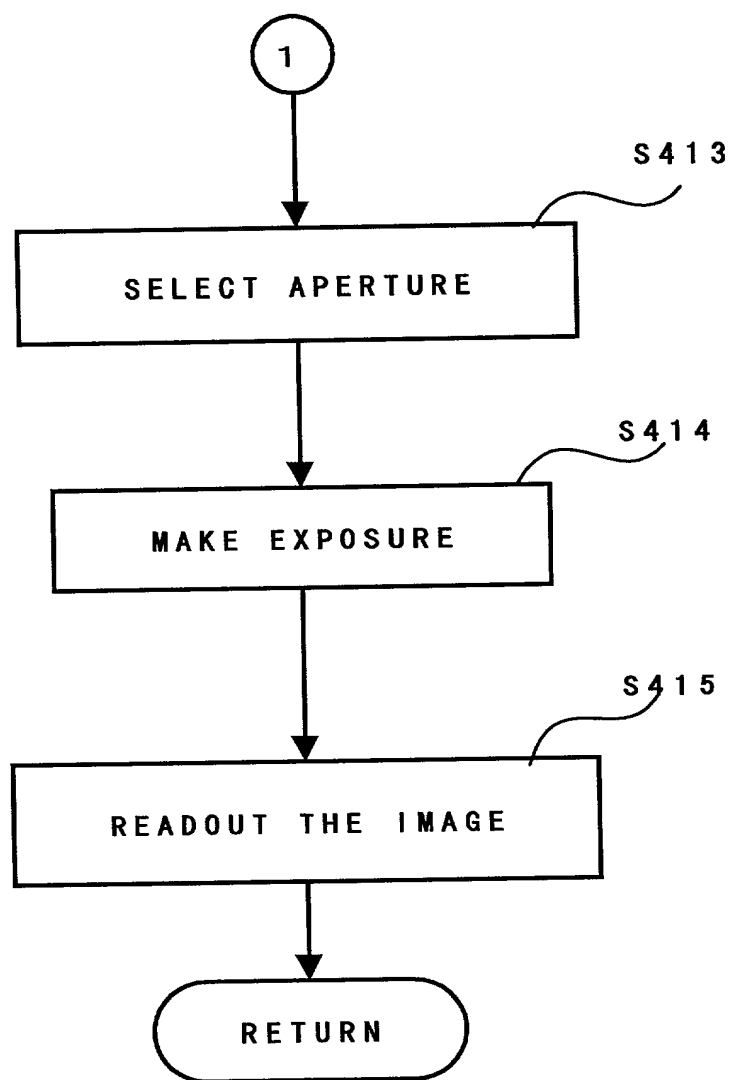 1
S413
SELECT APERTURE
S414
MAKE EXPOSURE
S415
READOUT THE IMAGE
RETURN